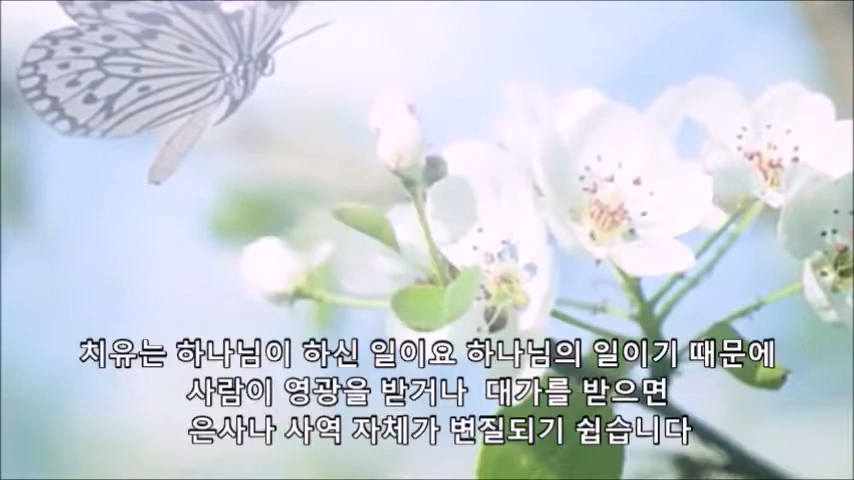 치유는 하나님이 하신 일이요 하나님의 일이기 때문에
사람이 영광을 받거나 대가를 받으면
은사나 사역 자체가 변질되기 쉽습니다